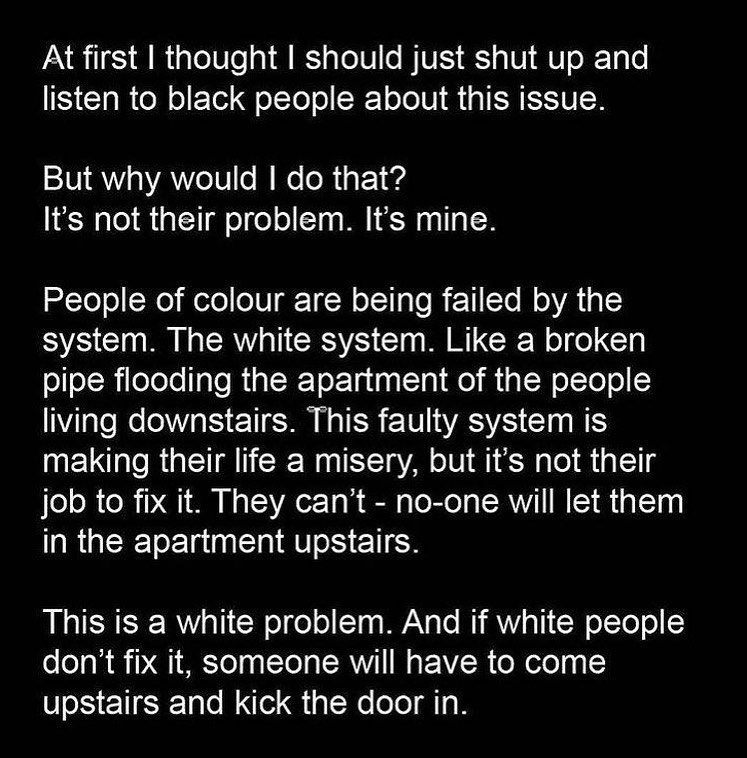 At first I thought I should just shut up and
listen to black people about this issue.
But why would I do that?
It’s not their problem. It’s mine.
People of colour are being failed by the
system. The white system. Like a broken
pipe flooding the apartment of the people
living downstairs. This faulty system is
making their life a misery, but it’s not their
job to fix it. They can’t - no-one will let them
in the apartment upstairs.
This is a white problem. And if white people
don’t fix it, someone will have to come
upstairs and kick the door in.